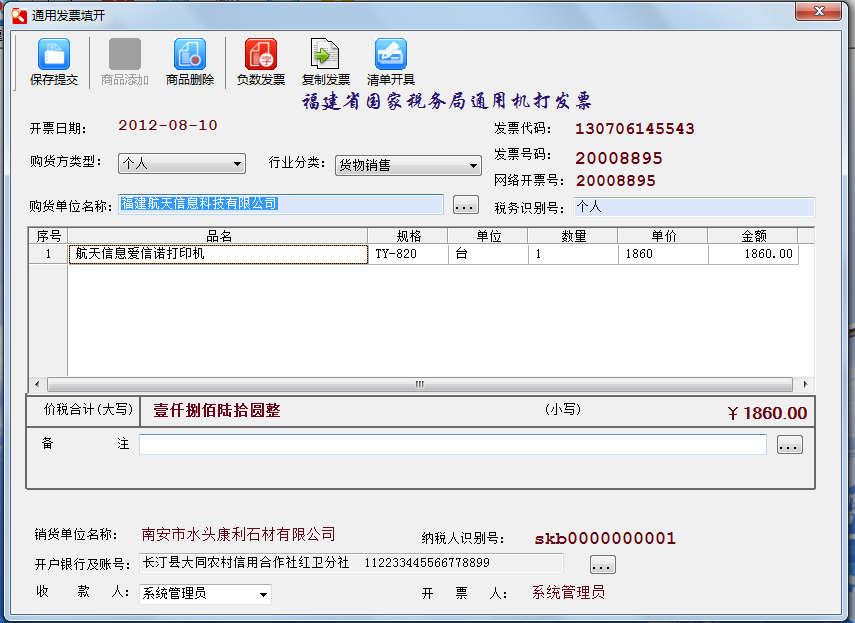 通用发票填开
保存提交 商品添加 商品删除 负数发票 复制发票 清单开具
福建省国家税务局通用机打发票
开票日期: 2012-08-10 发票代码: 130706145543
购货方类型: 个人 行业分类: 货物销售 发票号码: 20008895
网络开票号: 20008895
购货单位名称: 福建航天信息科技有限公司 ... 税务识别号: 个人
序号 品名 规格 单位 数量 单价 金额
1 航天信息爱信诺打印机 TY-820 台 1 1860 1860.00
价税合计(大写) 壹仟捌佰陆拾圆整 (小写) ¥ 1860.00
备 注 ...
销货单位名称: 南安市水头康利石材有限公司 纳税人识别号: skb0000000001
开户银行及账号: 长汀县大同农村信用合作社红卫分社 112233445566778899 ...
收 款 人: 系统管理员 开 票 人: 系统管理员